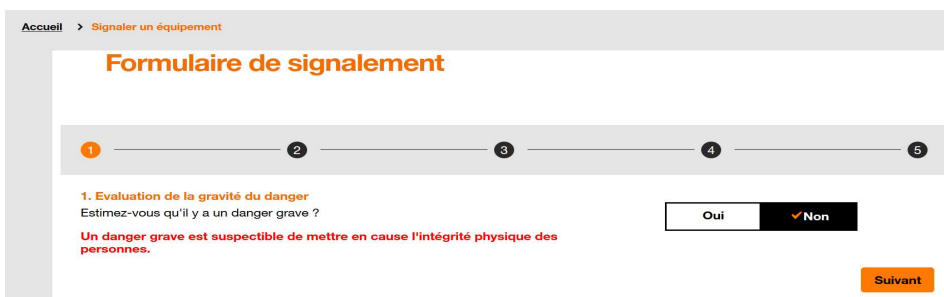 Accueil > Signaler un équipement
Formulaire de signalement
1 2 3 4 5
1. Evaluation de la gravité du danger
Estimez-vous qu'il y a un danger grave ?
Oui Non
Un danger grave est suspectible de mettre en cause l'intégrité physique des
personnes.
Suivant